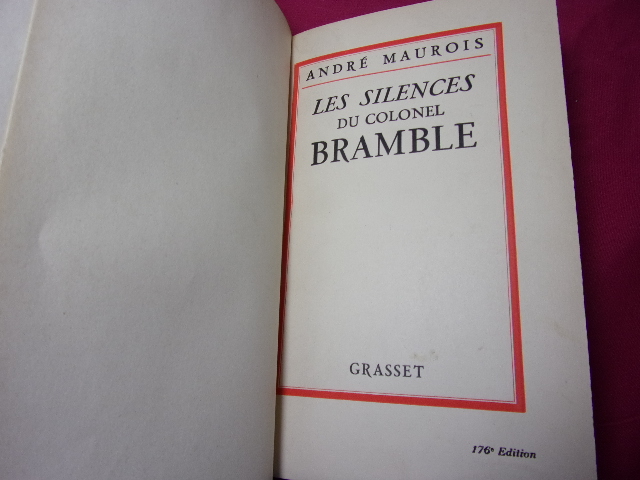 ANDRÉ MAUROIS
LES SILENCES
DU COLONEL
BRAMBLE
GRASSET
176e Edition